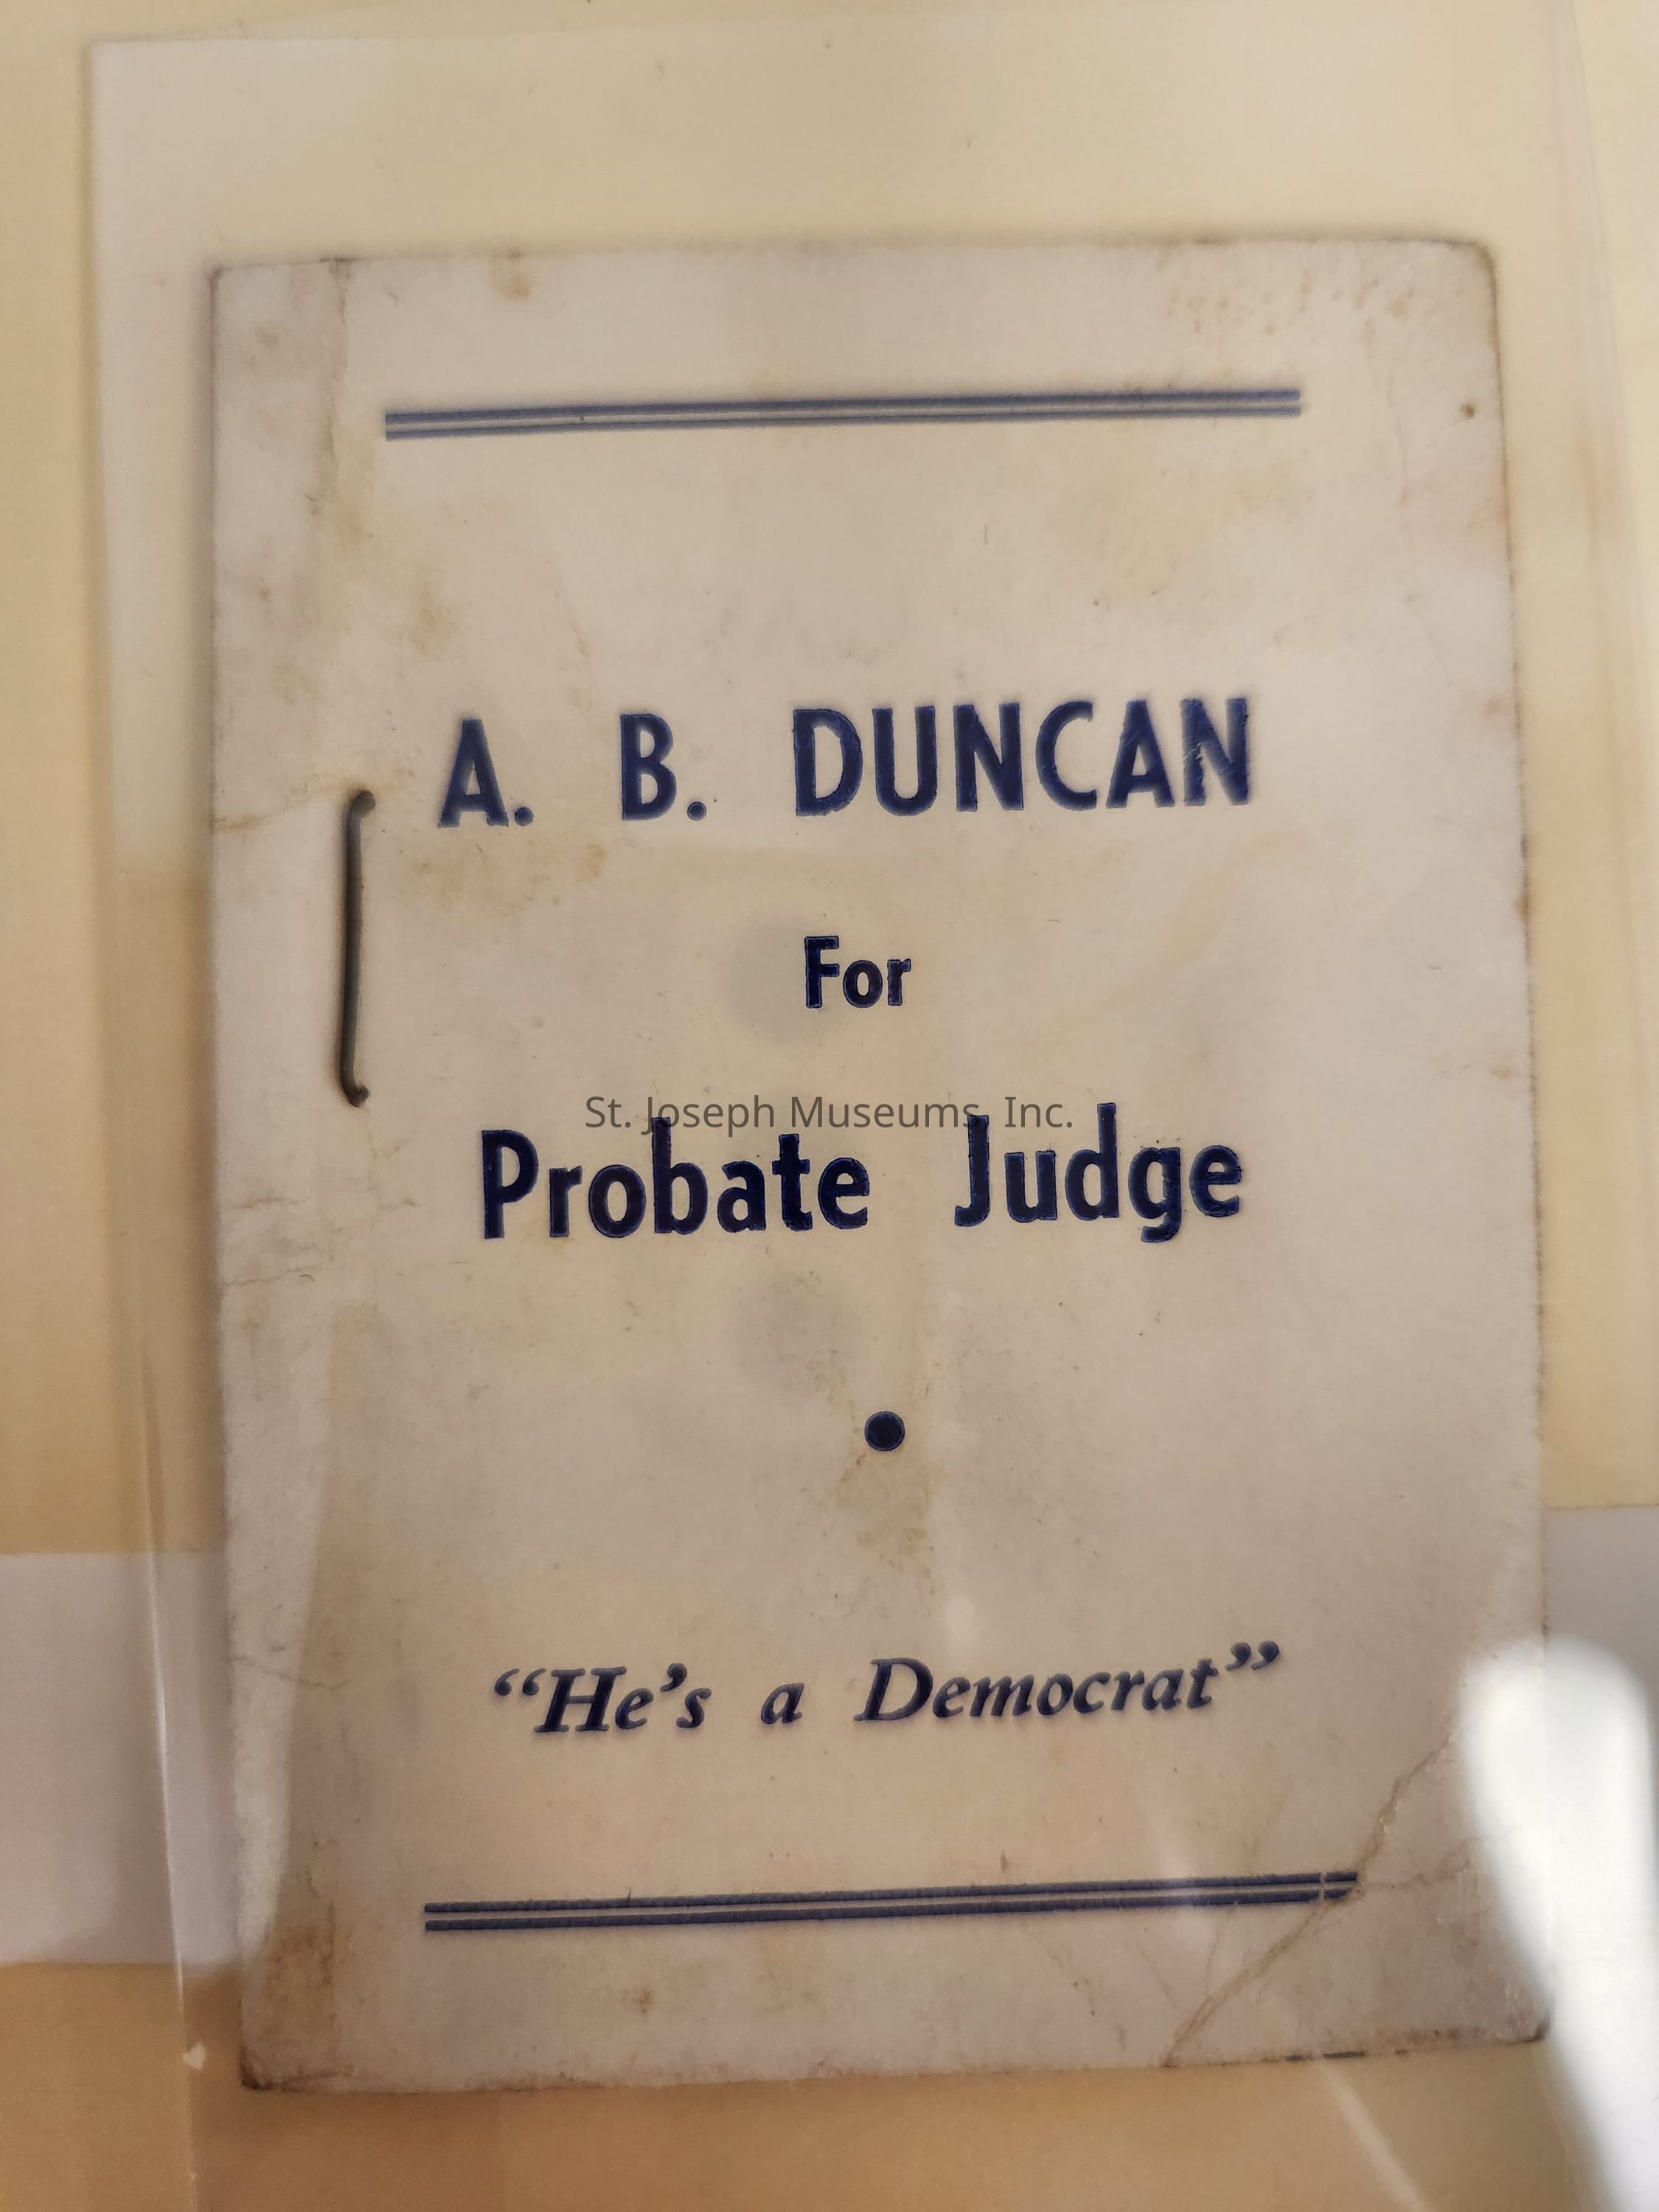 A. B. DUNCAN
For
St. Joseph Museums, Inc.
Probate Judge
“He’s a Democrat”